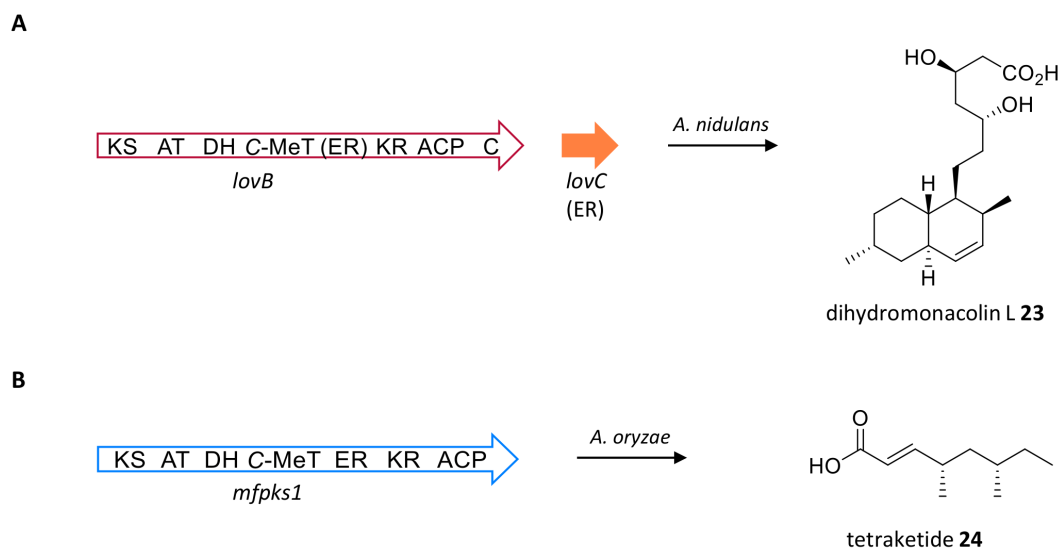 A
KS AT DH C-MeT (ER) KR ACP C
lovB
lovC
(ER)
A. nidulans
HO
CO2H
OH
H
H
dihydromonacolin L 23
B
KS AT DH C-MeT ER KR ACP
mfpks1
A. oryzae
O
HO
tetraketide 24